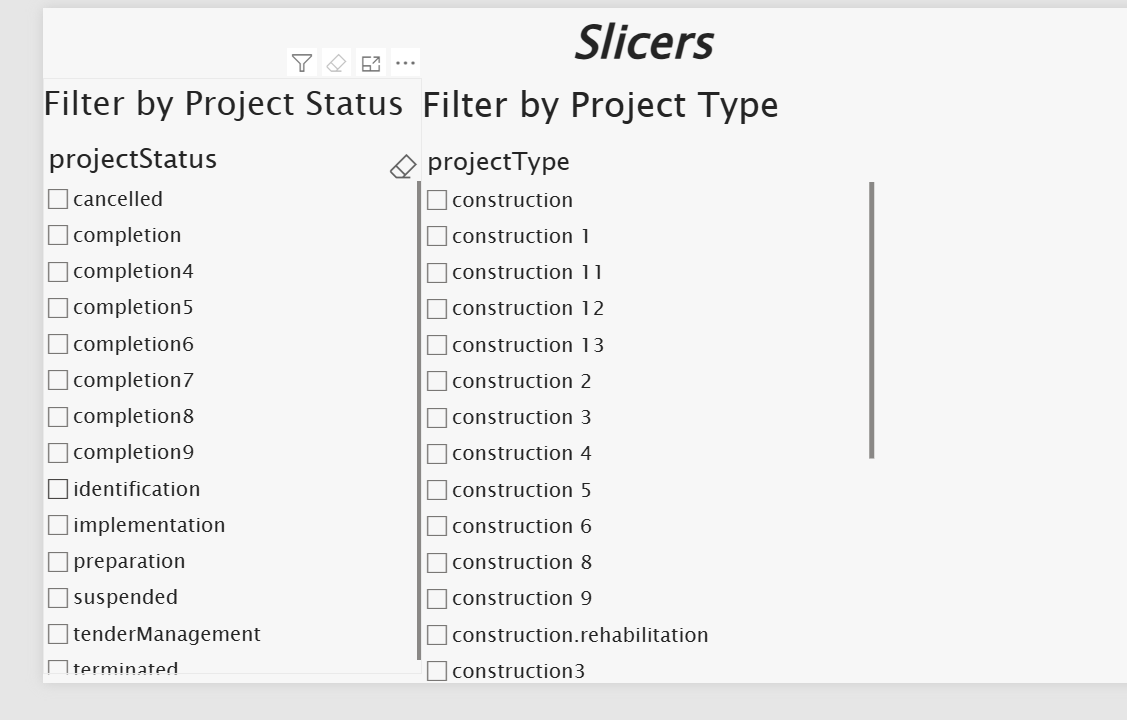 Slicers
Filter by Project Status
projectStatus
cancelled
completion
completion4
completion5
completion6
completion7
completion8
completion9
identification
implementation
preparation
suspended
tenderManagement
terminated
Filter by Project Type
projectType
construction
construction 1
construction 11
construction 12
construction 13
construction 2
construction 3
construction 4
construction 5
construction 6
construction 8
construction 9
construction.rehabilitation
construction3